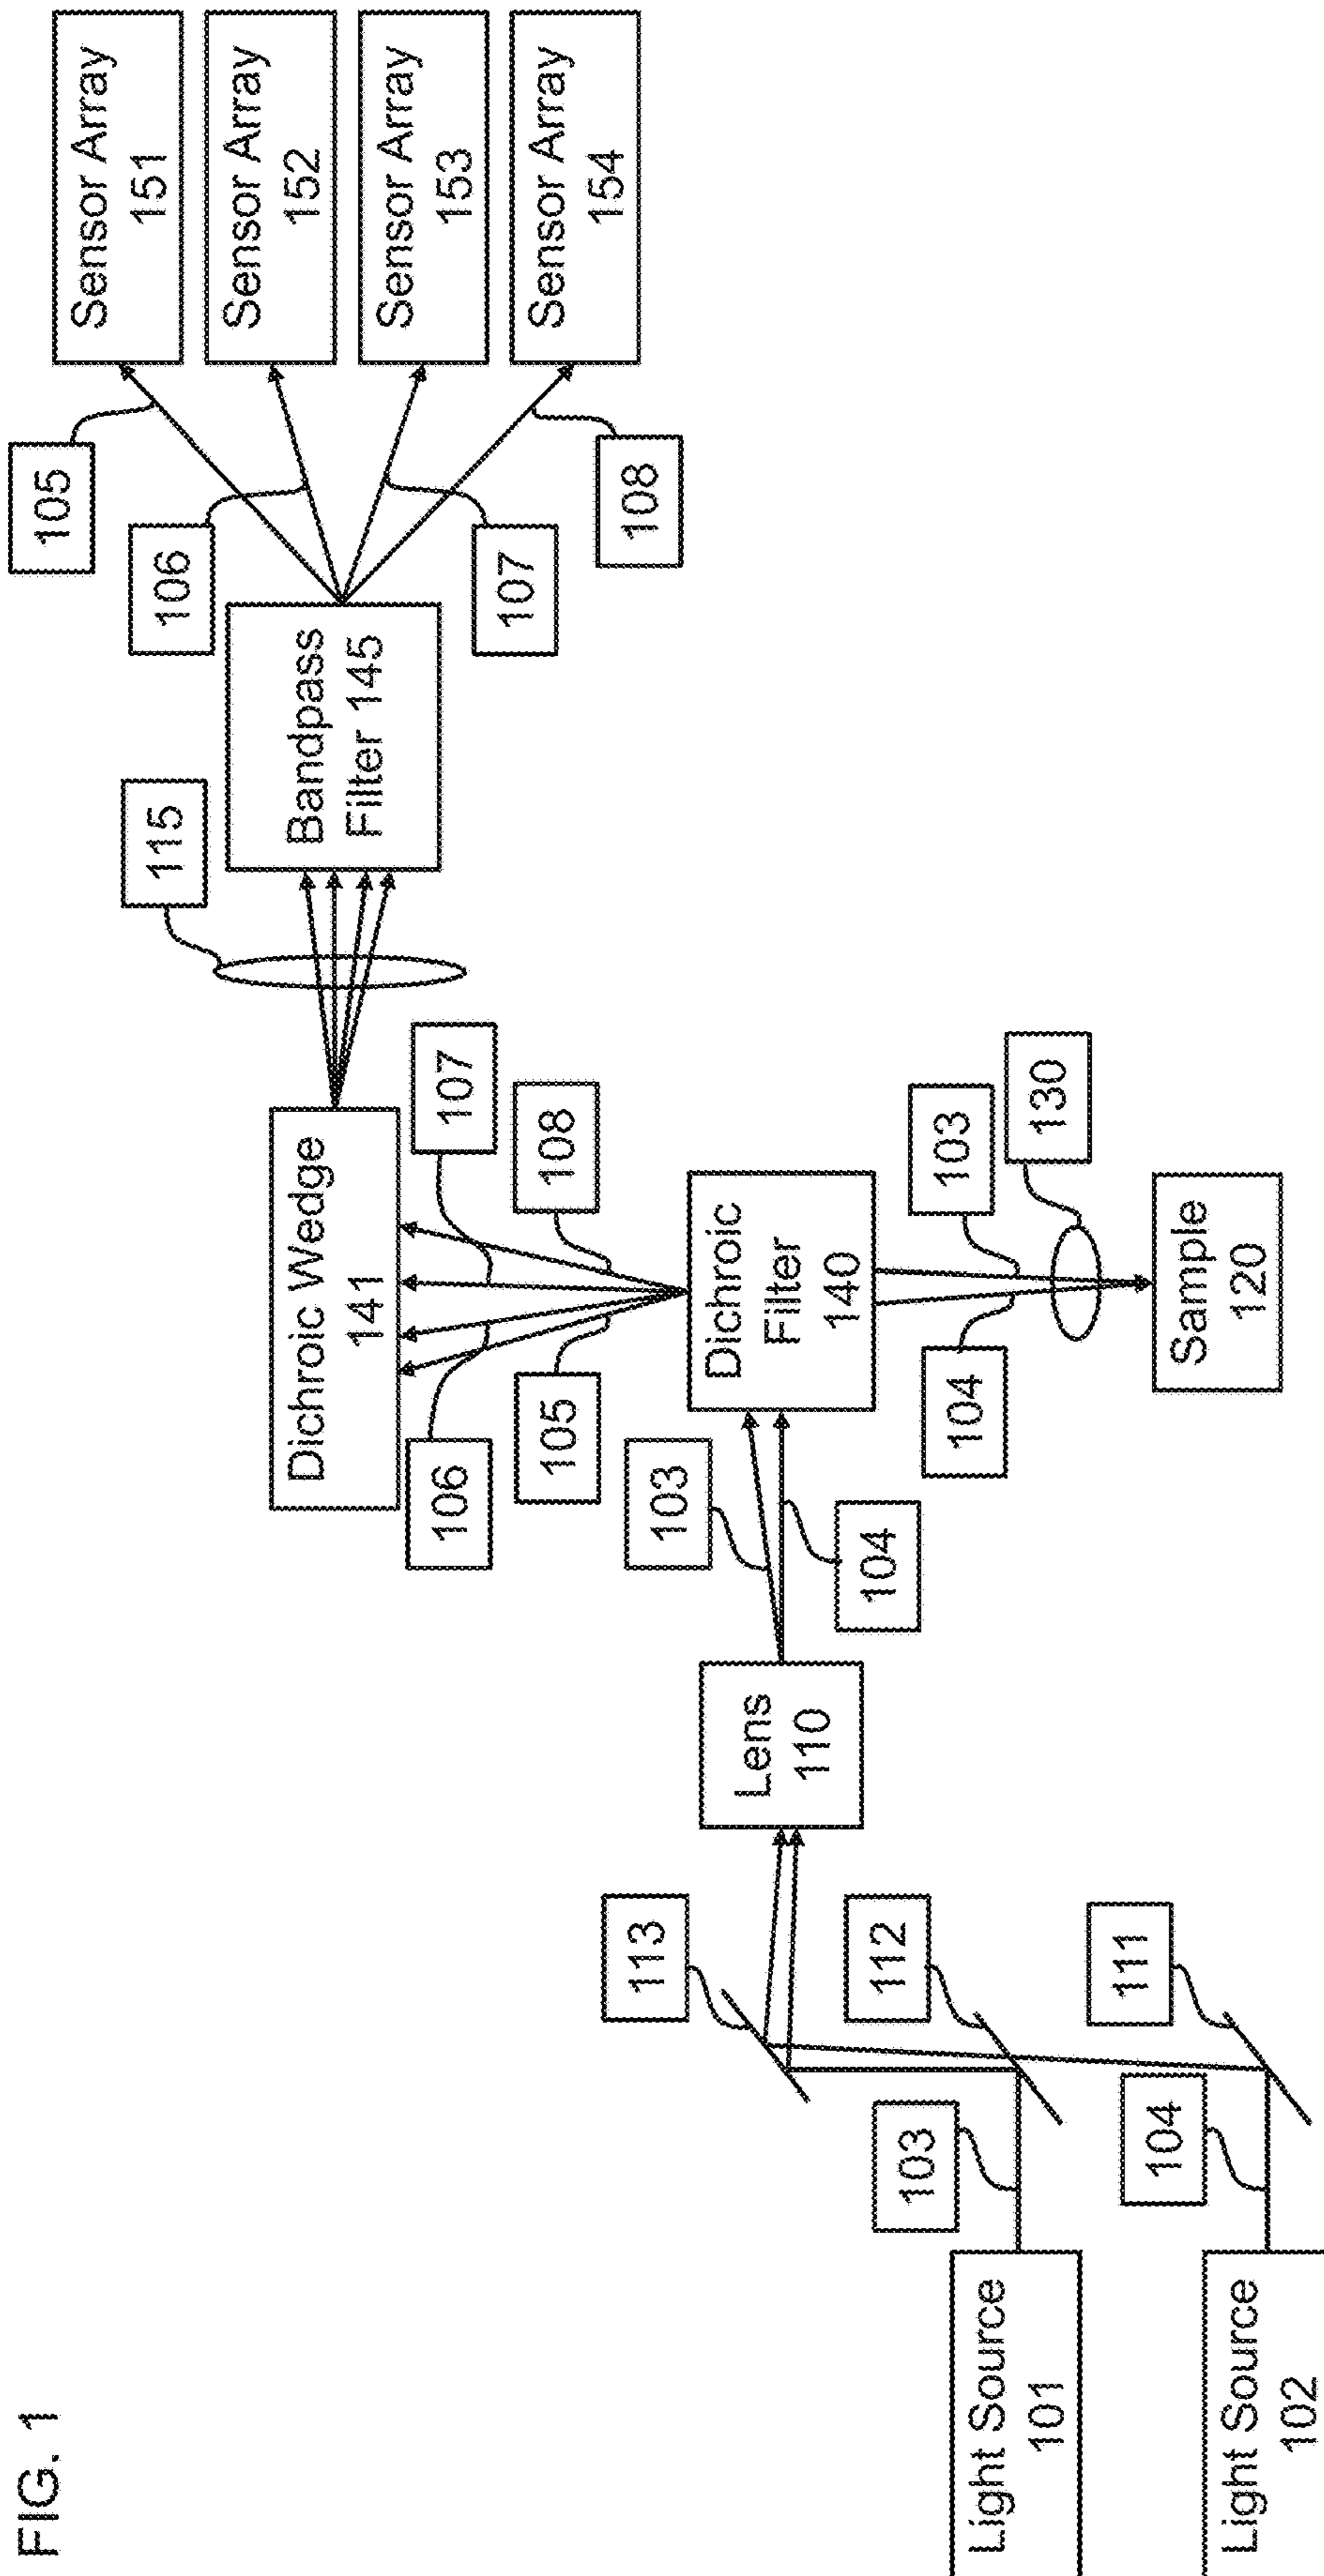 FIG. 1
Light Source
101
Light Source
102
103
104
111
112
113
Lens
110
103
104
Dichroic
Filter
140
103
104
130
Sample
120
105
106
107
108
Dichroic Wedge
141
115
Bandpass
Filter 145
105
106
107
108
Sensor Array
151
Sensor Array
152
Sensor Array
153
Sensor Array
154